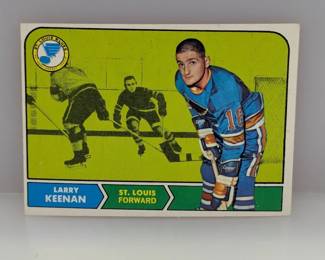 LARRY
KEENAN
ST. LOUIS
FORWARD